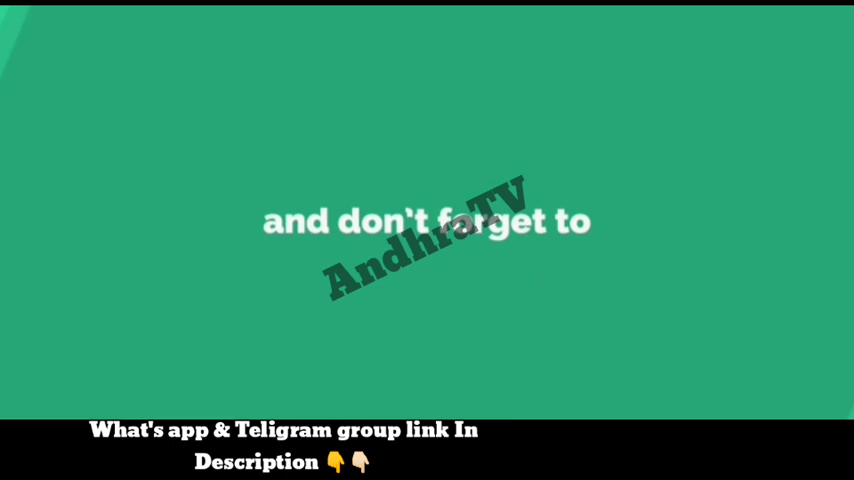 and don't forget to
AndhraTV
What's app & Teligram group link In
Description 👇👇🏻